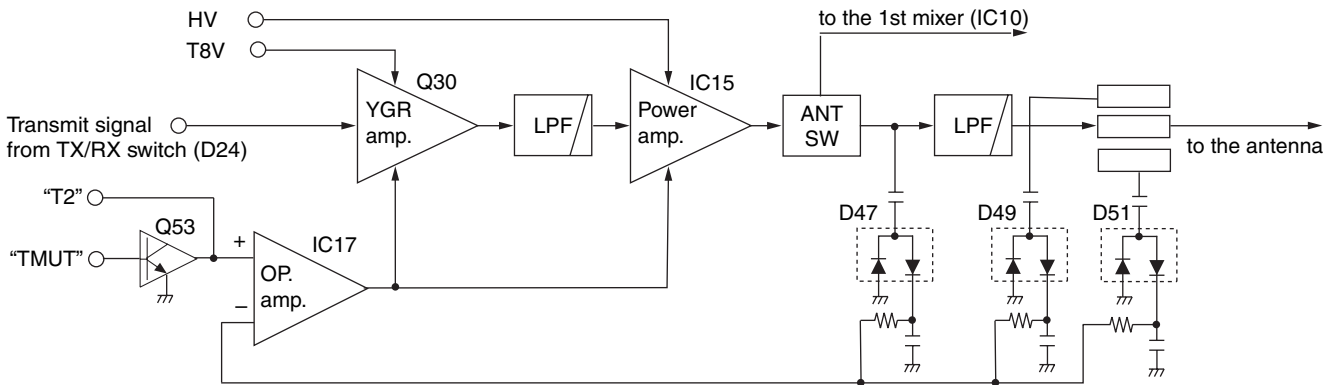 HV
to the 1st mixer (IC10)
T8V
Q30
IC15
YGR
amp.
LPF
Power
amp.
ANT
SW
LPF
Transmit signal
from TX/RX switch (D24)
to the antenna
“T2”
Q53
“TMUT”
+
IC17
OP.
amp.
–
D47
D49
D51